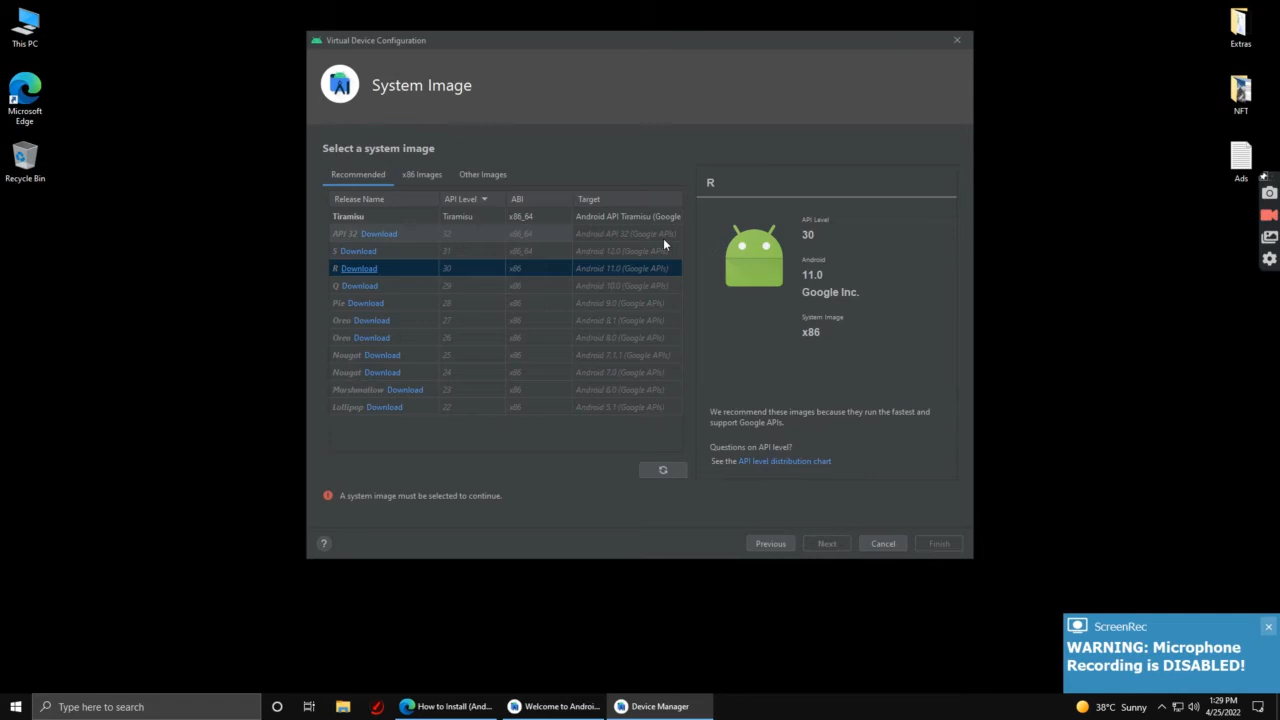 This PC
Microsoft
Edge
Recycle Bin
Extras
NFT
Ads
Virtual Device Configuration
System Image
Select a system image
Recommended x86 Images Other Images
Release Name API Level ABI Target
Tiramisu Tiramisu x86_64 Android API Tiramisu (Google
API 32 Download 32 x86_64 Android API 32 (Google APIs)
S Download 31 x86_64 Android 12.0 (Google APIs)
R Download 30 x86 Android 11.0 (Google APIs)
Q Download 29 x86 Android 10.0 (Google APIs)
Pie Download 28 x86 Android 9.0 (Google APIs)
Oreo Download 27 x86 Android 8.1 (Google APIs)
Oreo Download 26 x86 Android 8.0 (Google APIs)
Nougat Download 25 x86 Android 7.1.1 (Google APIs)
Nougat Download 24 x86 Android 7.0 (Google APIs)
Marshmallow Download 23 x86 Android 6.0 (Google APIs)
Lollipop Download 22 x86 Android 5.1 (Google APIs)
R
API Level
30
Android
11.0
Google Inc.
System Image
x86
We recommend these images because they run the fastest and
support Google APIs.
Questions on API level?
See the API level distribution chart
A system image must be selected to continue.
? Previous Next Cancel Finish
ScreenRec
WARNING: Microphone
Recording is DISABLED!
Type here to search
How to Install (And...
Welcome to Androi...
Device Manager
38°C Sunny
1:29 PM
4/25/2022